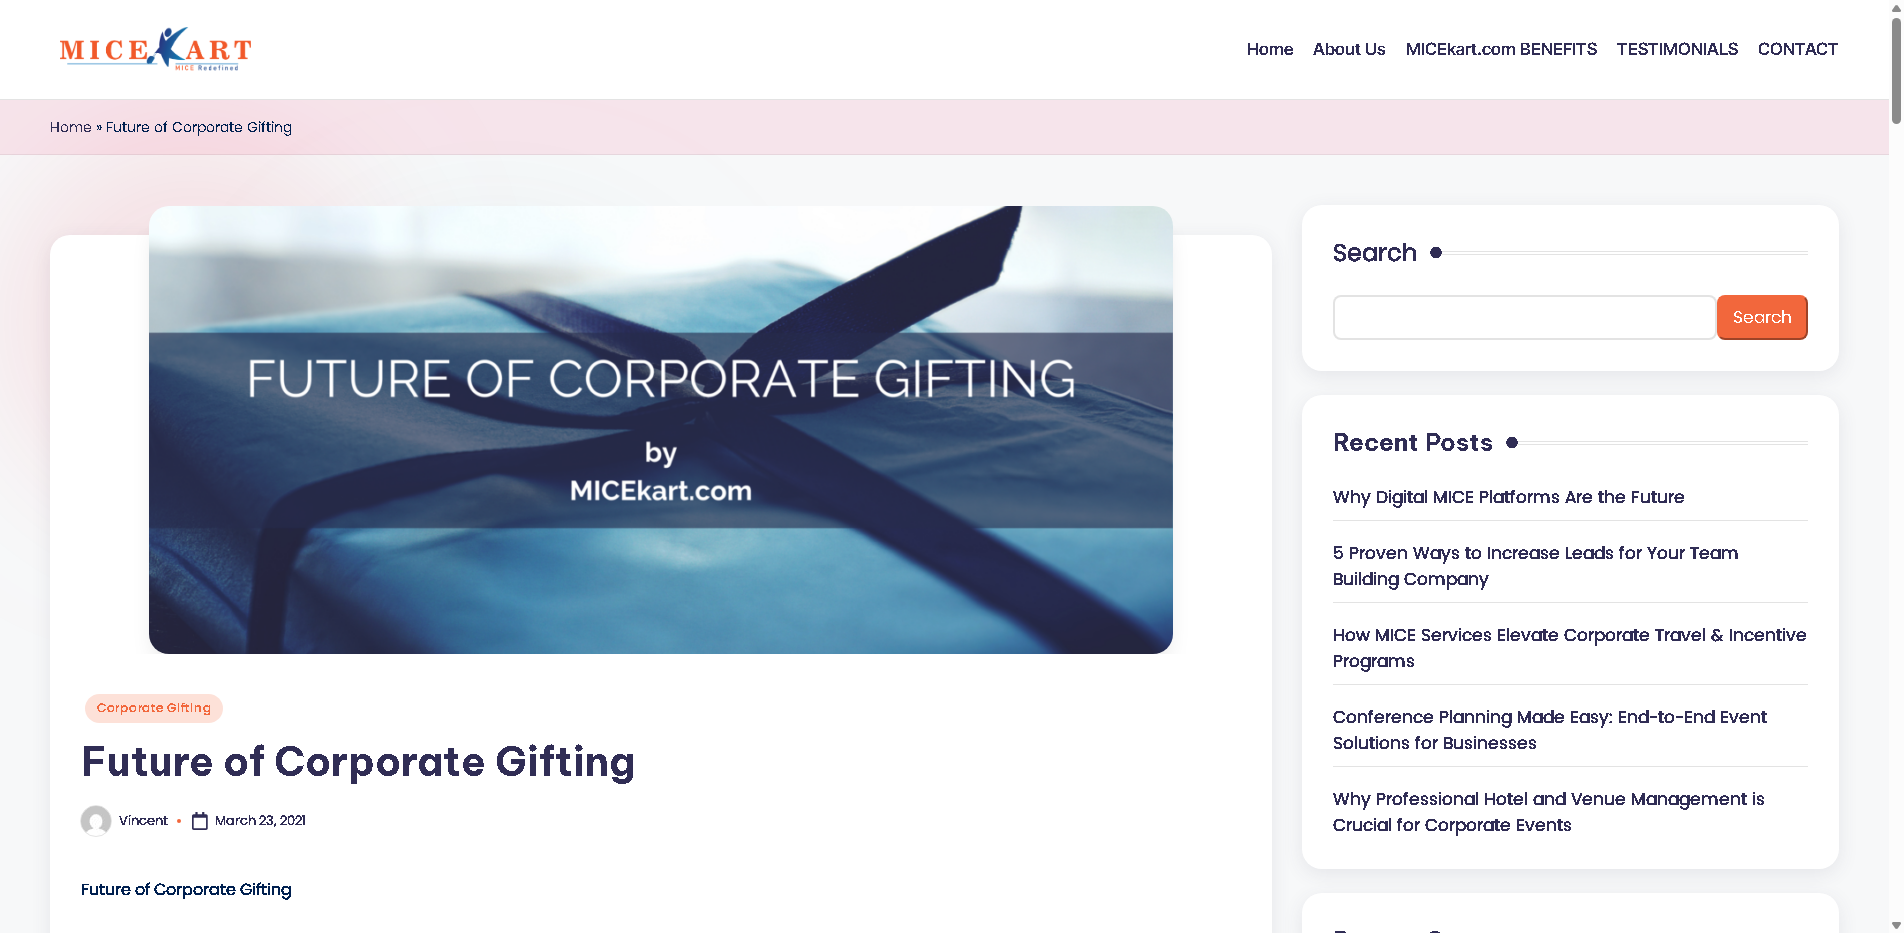 MICEKART
MICE Redefined
Home About Us MICEkart.com BENEFITS TESTIMONIALS CONTACT
Home » Future of Corporate Gifting
FUTURE OF CORPORATE GIFTING
by
MICEkart.com
Corporate Gifting
Future of Corporate Gifting
Vincent • March 23, 2021
Future of Corporate Gifting
Search
Search
Recent Posts
Why Digital MICE Platforms Are the Future
5 Proven Ways to Increase Leads for Your Team
Building Company
How MICE Services Elevate Corporate Travel & Incentive
Programs
Conference Planning Made Easy: End-to-End Event
Solutions for Businesses
Why Professional Hotel and Venue Management is
Crucial for Corporate Events